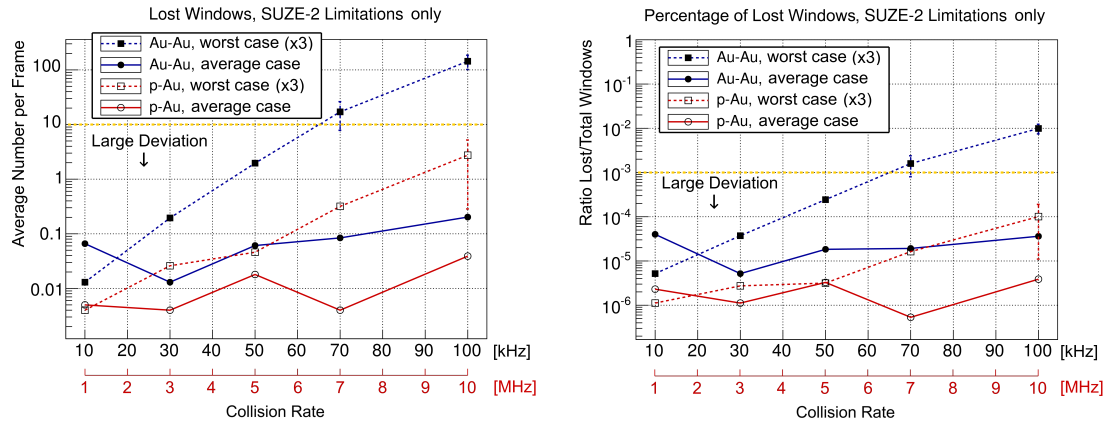 Lost Windows, SUZE-2 Limitations only
Average Number per Frame
100
10
1
0.1
0.01
Au-Au, worst case (x3)
Au-Au, average case
p-Au, worst case (x3)
p-Au, average case
Large Deviation
↓
10 20 30 40 50 60 70 80 90 100 [kHz]
1 2 3 4 5 6 7 8 9 10 [MHz]
Collision Rate
Percentage of Lost Windows, SUZE-2 Limitations only
Ratio Lost/Total Windows
1
10⁻¹
10⁻²
10⁻³
10⁻⁴
10⁻⁵
10⁻⁶
Au-Au, worst case (x3)
Au-Au, average case
p-Au, worst case (x3)
p-Au, average case
Large Deviation
↓
10 20 30 40 50 60 70 80 90 100 [kHz]
1 2 3 4 5 6 7 8 9 10 [MHz]
Collision Rate